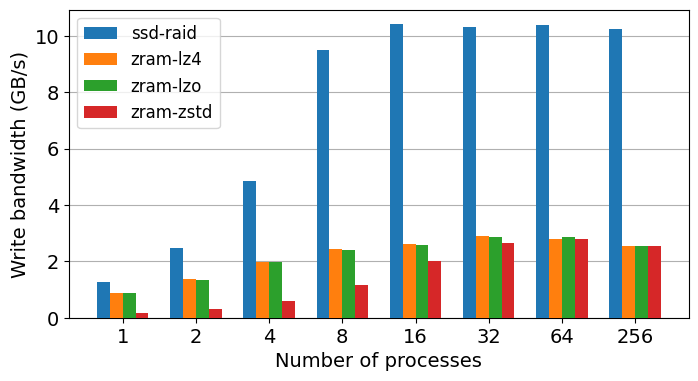 ssd-raid
zram-lz4
zram-lzo
zram-zstd
Write bandwidth (GB/s)
10
8
6
4
2
0
1 2 4 8 16 32 64 256
Number of processes